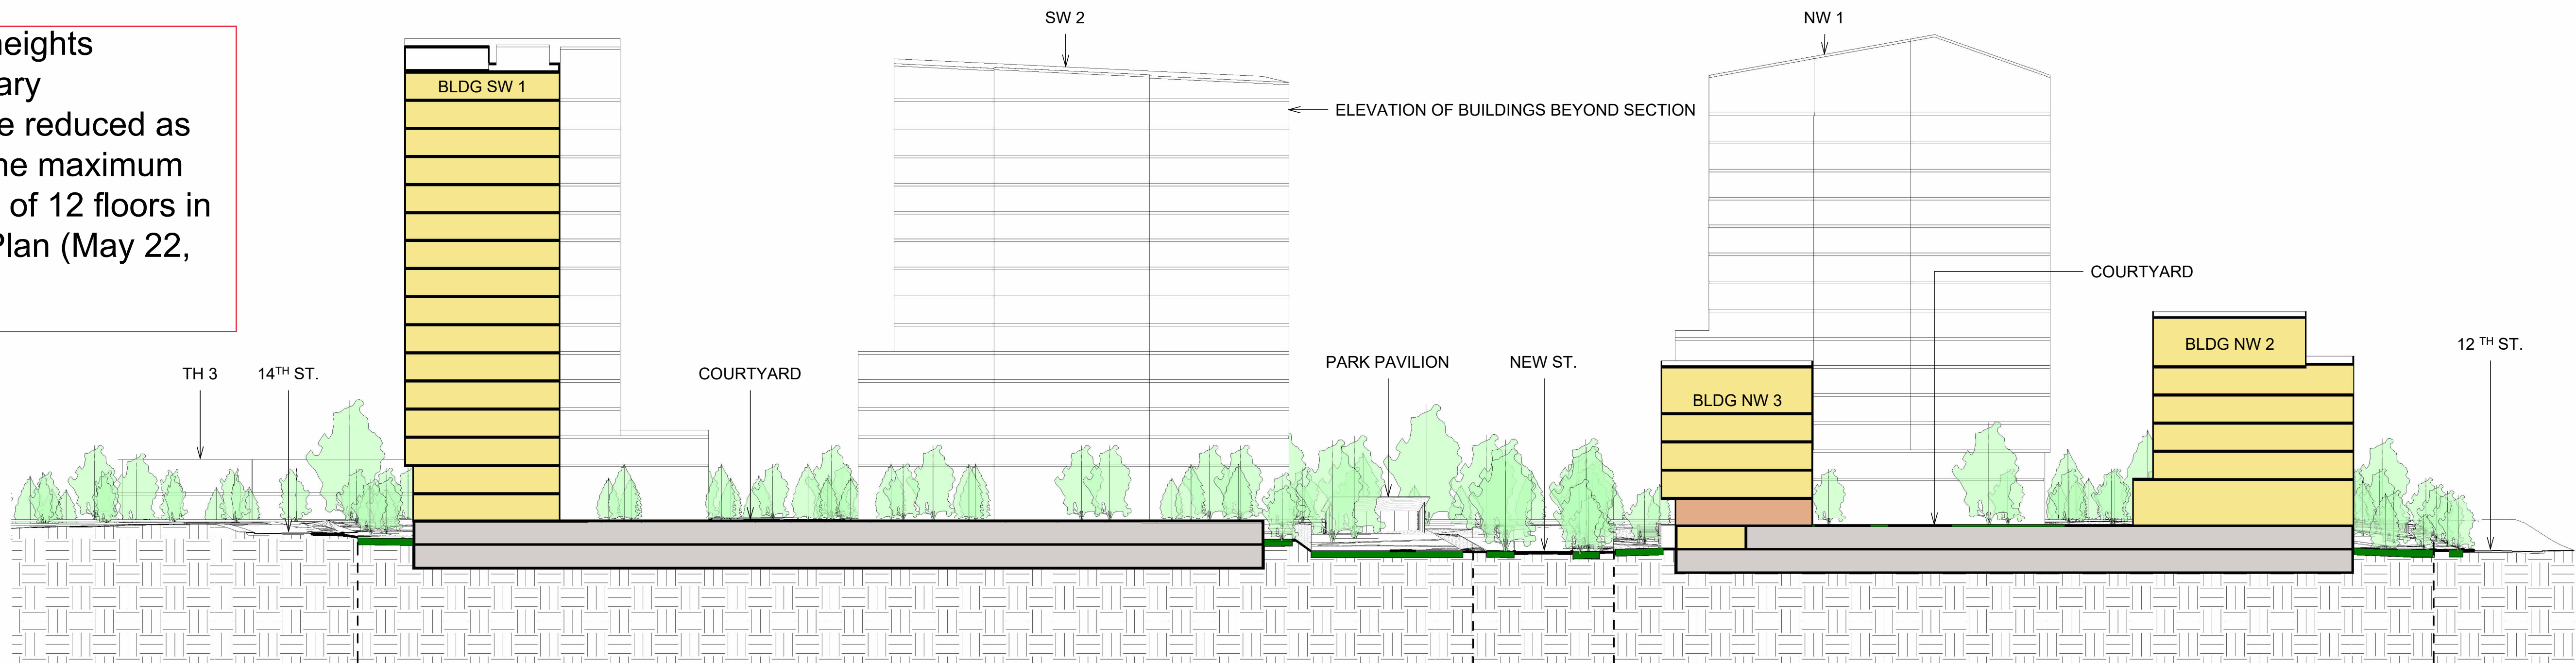 eights
ary
e reduced as
he maximum
of 12 floors in
Plan (May 22,
SW 2
NW 1
BLDG SW 1
ELEVATION OF BUILDINGS BEYOND SECTION
COURTYARD
BLDG NW 2
TH 3
14TH ST.
COURTYARD
PARK PAVILION
NEW ST.
12 TH ST.
BLDG NW 3